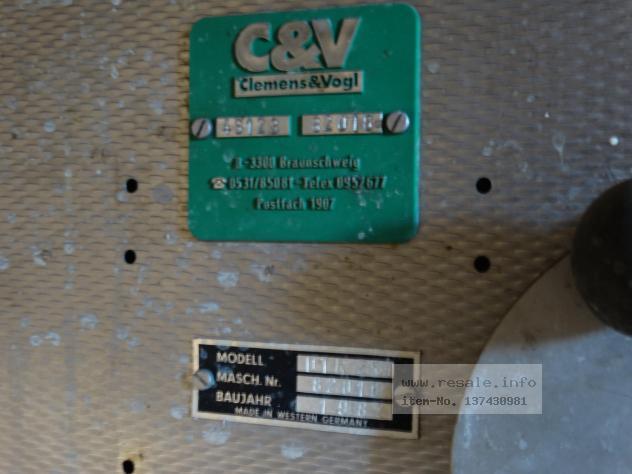 C&V
Clemens&Vogl
D-3300 Braunschweig
☎0531/85081-Telex 0952677
Postfach 1907
MODELL
MASCH. Nr.
BAUJAHR
MADE IN WESTERN GERMANY
www.resale.info
item-No. 137430981